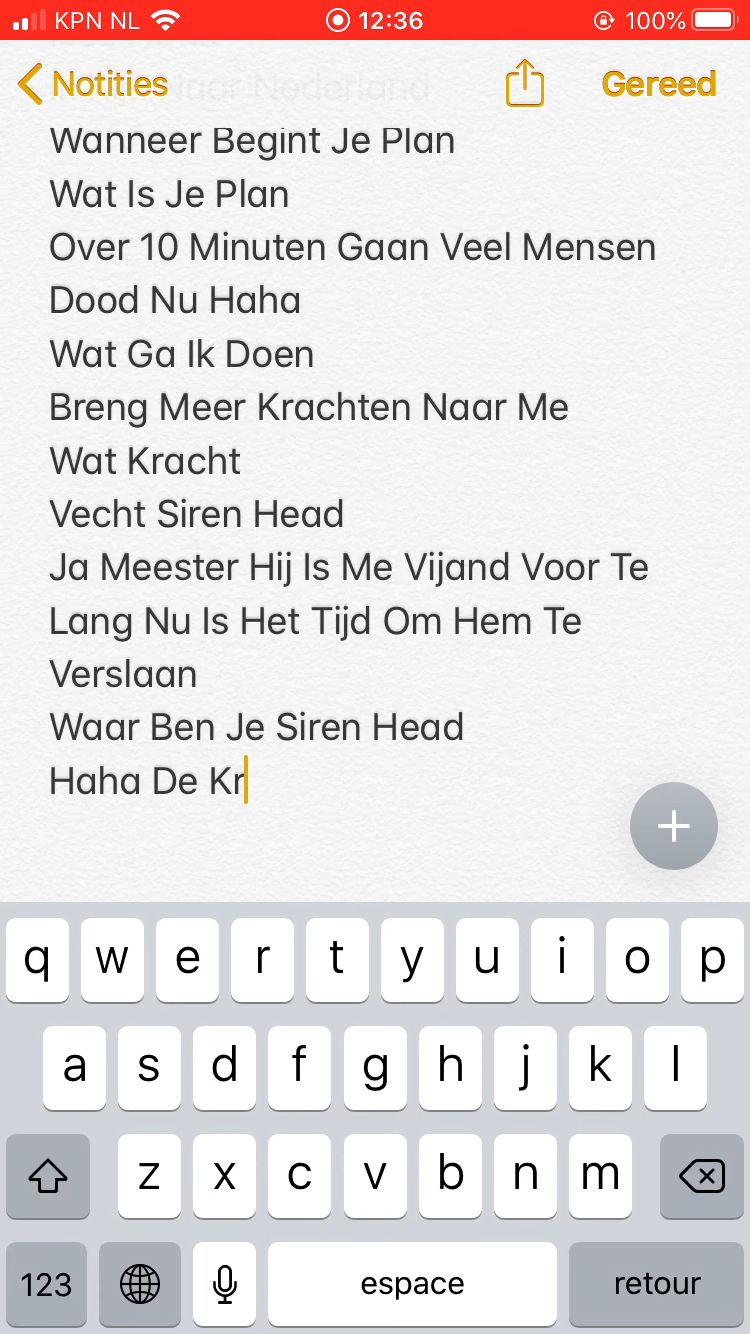 KPN NL 12:36 100%
Naar Nederland
Notities Gereed
Wanneer Begint Je Plan
Wat Is Je Plan
Over 10 Minuten Gaan Veel Mensen
Dood Nu Haha
Wat Ga Ik Doen
Breng Meer Krachten Naar Me
Wat Kracht
Vecht Siren Head
Ja Meester Hij Is Me Vijand Voor Te
Lang Nu Is Het Tijd Om Hem Te
Verslaan
Waar Ben Je Siren Head
Haha De Kr
q w e r t y u i o p
a s d f g h j k l
z x c v b n m
123 espace retour